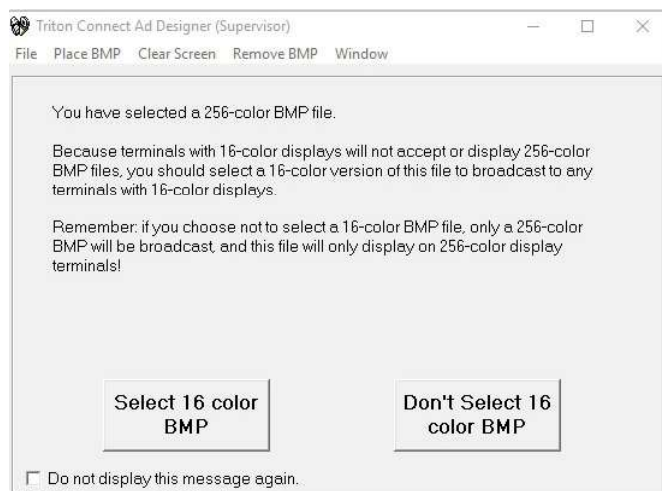 Triton Connect Ad Designer (Supervisor)
File Place BMP Clear Screen Remove BMP Window
You have selected a 256-color BMP file.
Because terminals with 16-color displays will not accept or display 256-color
BMP files, you should select a 16-color version of this file to broadcast to any
terminals with 16-color displays.
Remember: if you choose not to select a 16-color BMP file, only a 256-color
BMP will be broadcast, and this file will only display on 256-color display
terminals!
Select 16 color
BMP
Don't Select 16
color BMP
Do not display this message again.